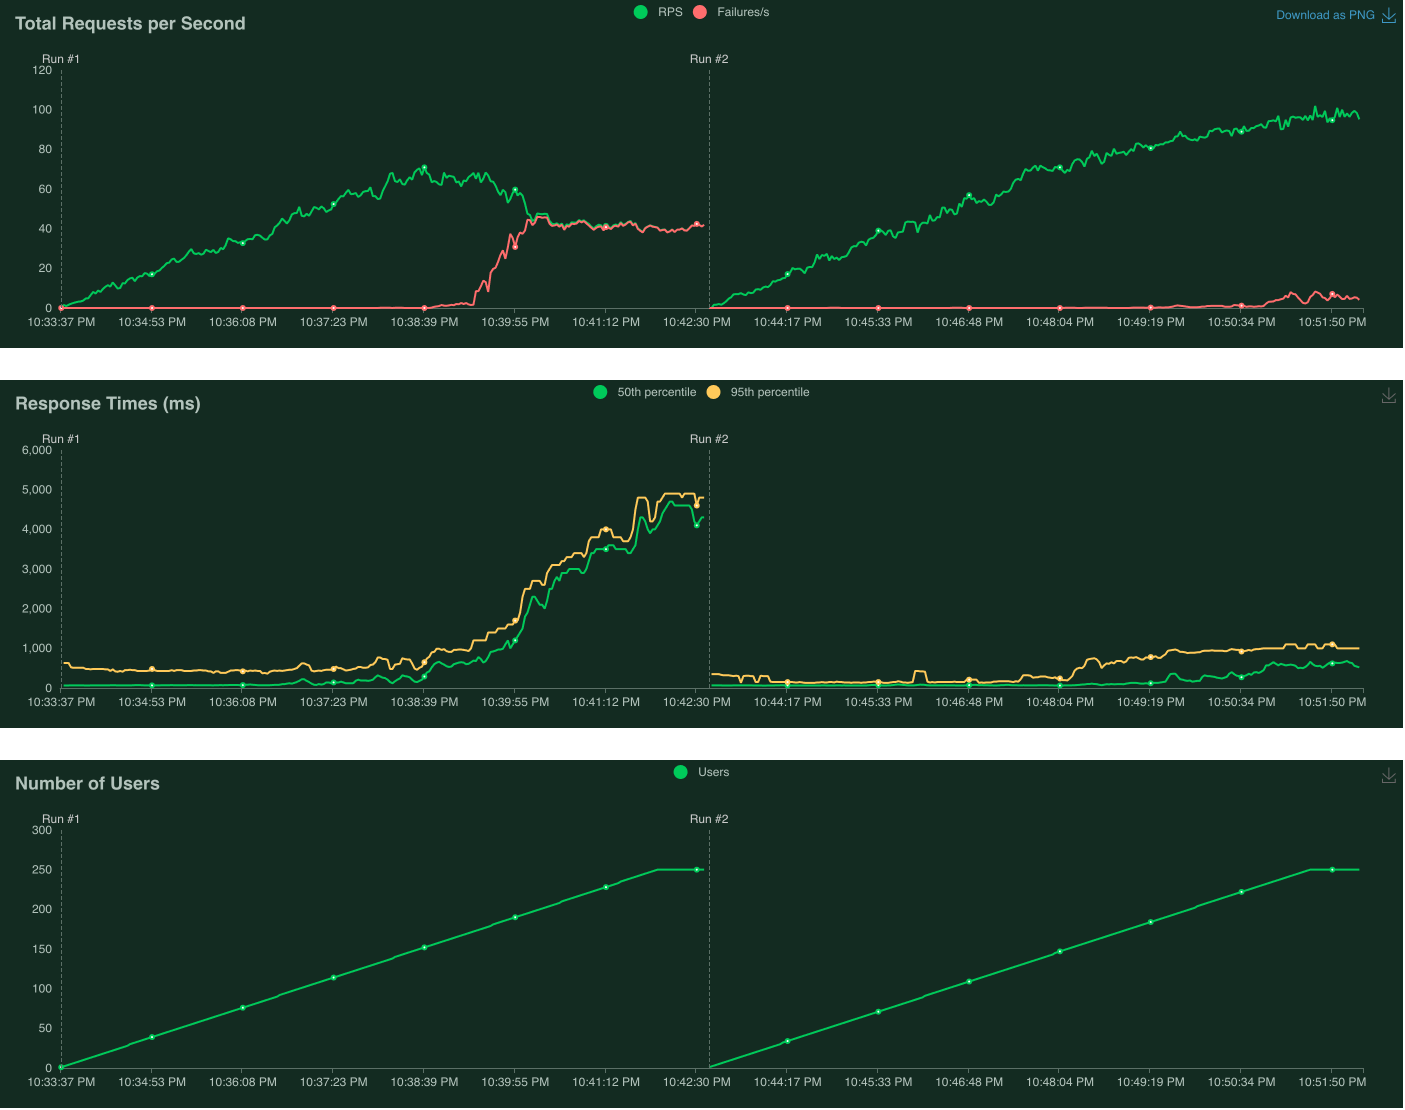 Total Requests per Second
RPS Failures/s
Download as PNG
Run #1 Run #2
120
100
80
60
40
20
0
10:33:37 PM 10:34:53 PM 10:36:08 PM 10:37:23 PM 10:38:39 PM 10:39:55 PM 10:41:12 PM 10:42:30 PM 10:44:17 PM 10:45:33 PM 10:46:48 PM 10:48:04 PM 10:49:19 PM 10:50:34 PM 10:51:50 PM
Response Times (ms)
50th percentile 95th percentile
Run #1 Run #2
6,000
5,000
4,000
3,000
2,000
1,000
0
10:33:37 PM 10:34:53 PM 10:36:08 PM 10:37:23 PM 10:38:39 PM 10:39:55 PM 10:41:12 PM 10:42:30 PM 10:44:17 PM 10:45:33 PM 10:46:48 PM 10:48:04 PM 10:49:19 PM 10:50:34 PM 10:51:50 PM
Number of Users
Users
Run #1 Run #2
300
250
200
150
100
50
0
10:33:37 PM 10:34:53 PM 10:36:08 PM 10:37:23 PM 10:38:39 PM 10:39:55 PM 10:41:12 PM 10:42:30 PM 10:44:17 PM 10:45:33 PM 10:46:48 PM 10:48:04 PM 10:49:19 PM 10:50:34 PM 10:51:50 PM